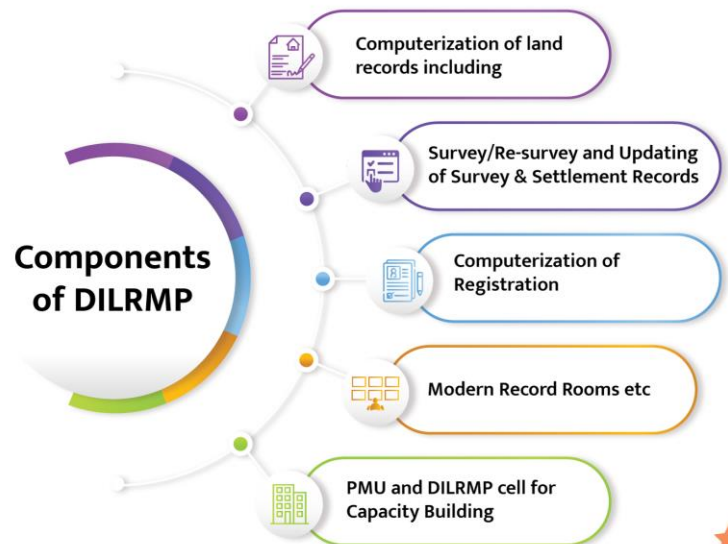 Components
of DILRMP
Computerization of land
records including
Survey/Re-survey and Updating
of Survey & Settlement Records
Computerization of
Registration
Modern Record Rooms etc
PMU and DILRMP cell for
Capacity Building